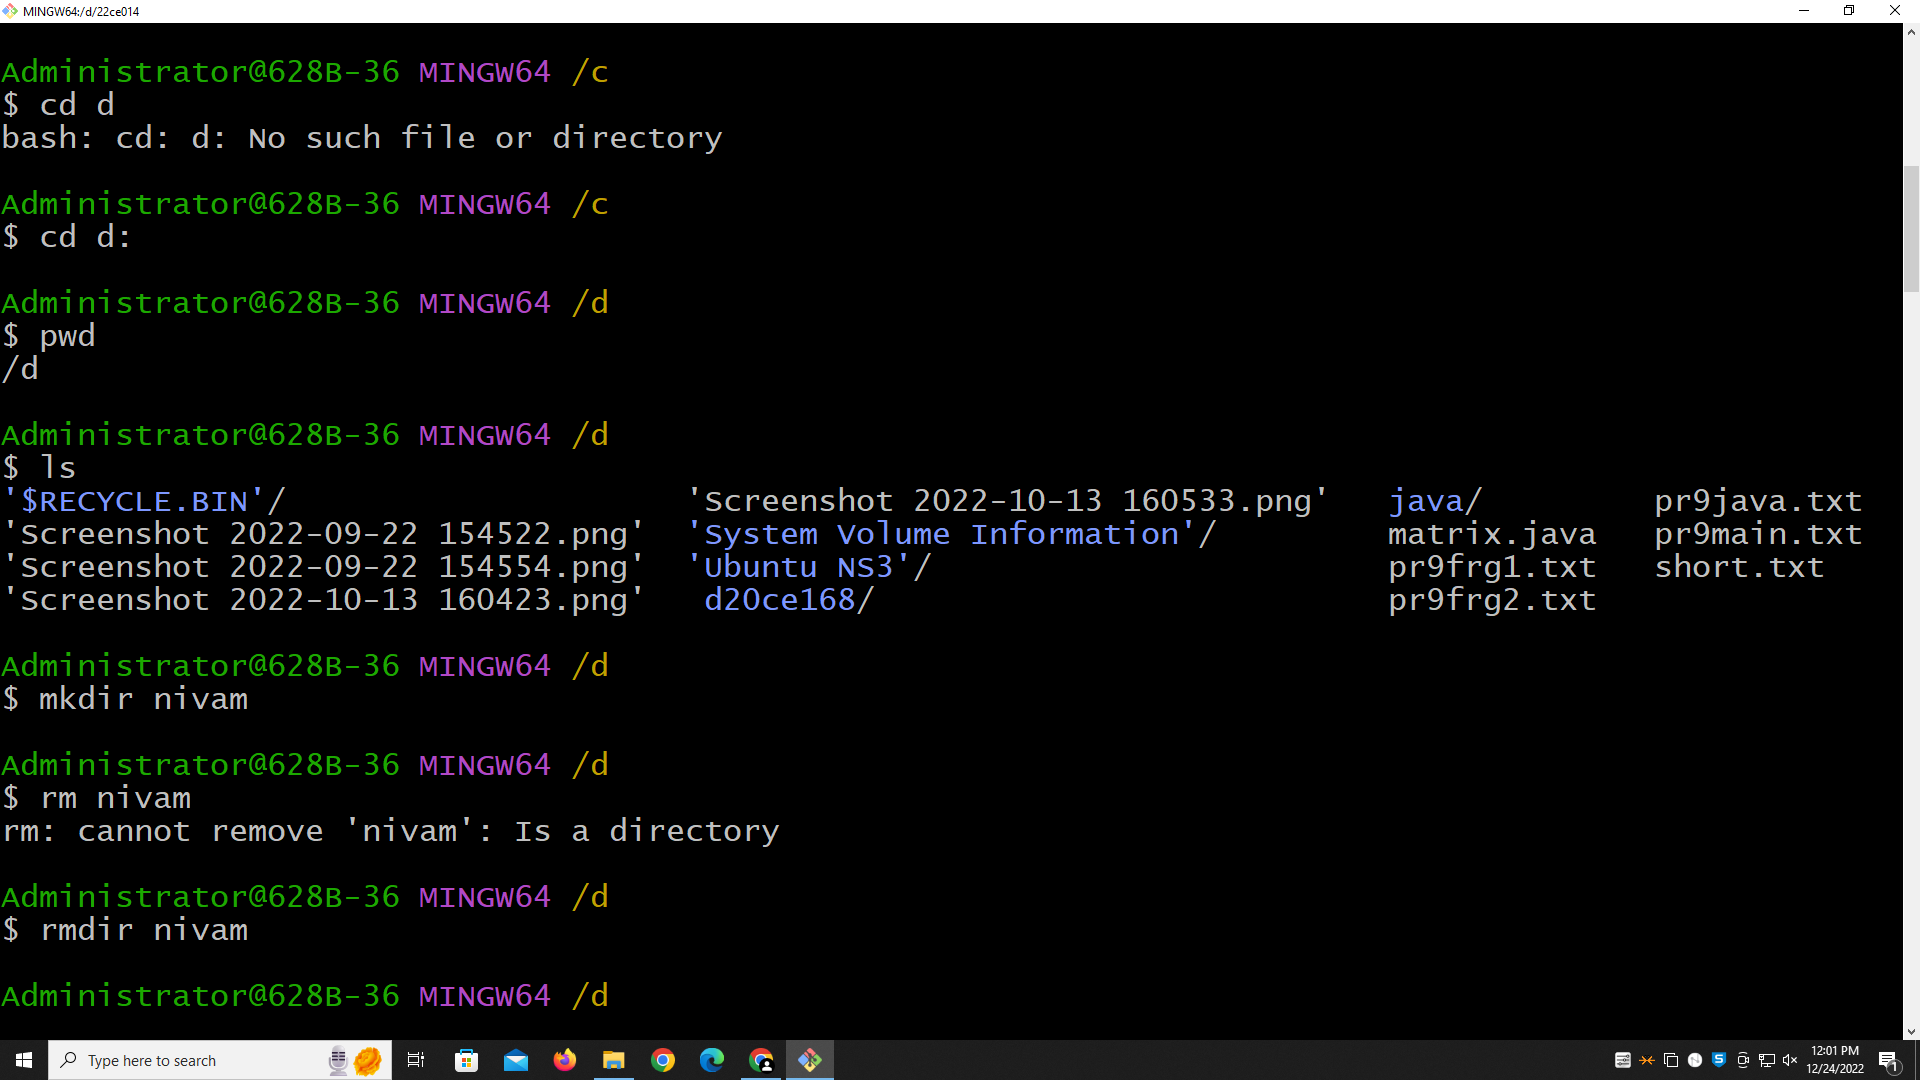 MINGW64:/d/22ce014
Administrator@628B-36 MINGW64 /c
$ cd d
bash: cd: d: No such file or directory
Administrator@628B-36 MINGW64 /c
$ cd d:
Administrator@628B-36 MINGW64 /d
$ pwd
/d
Administrator@628B-36 MINGW64 /d
$ ls
'$RECYCLE.BIN'/ 'Screenshot 2022-10-13 160533.png' java/ pr9java.txt
'Screenshot 2022-09-22 154522.png' 'System Volume Information'/ matrix.java pr9main.txt
'Screenshot 2022-09-22 154554.png' 'Ubuntu NS3'/ pr9frg1.txt short.txt
'Screenshot 2022-10-13 160423.png' d20ce168/ pr9frg2.txt
Administrator@628B-36 MINGW64 /d
$ mkdir nivam
Administrator@628B-36 MINGW64 /d
$ rm nivam
rm: cannot remove 'nivam': Is a directory
Administrator@628B-36 MINGW64 /d
$ rmdir nivam
Administrator@628B-36 MINGW64 /d
Type here to search
12:01 PM
12/24/2022
1